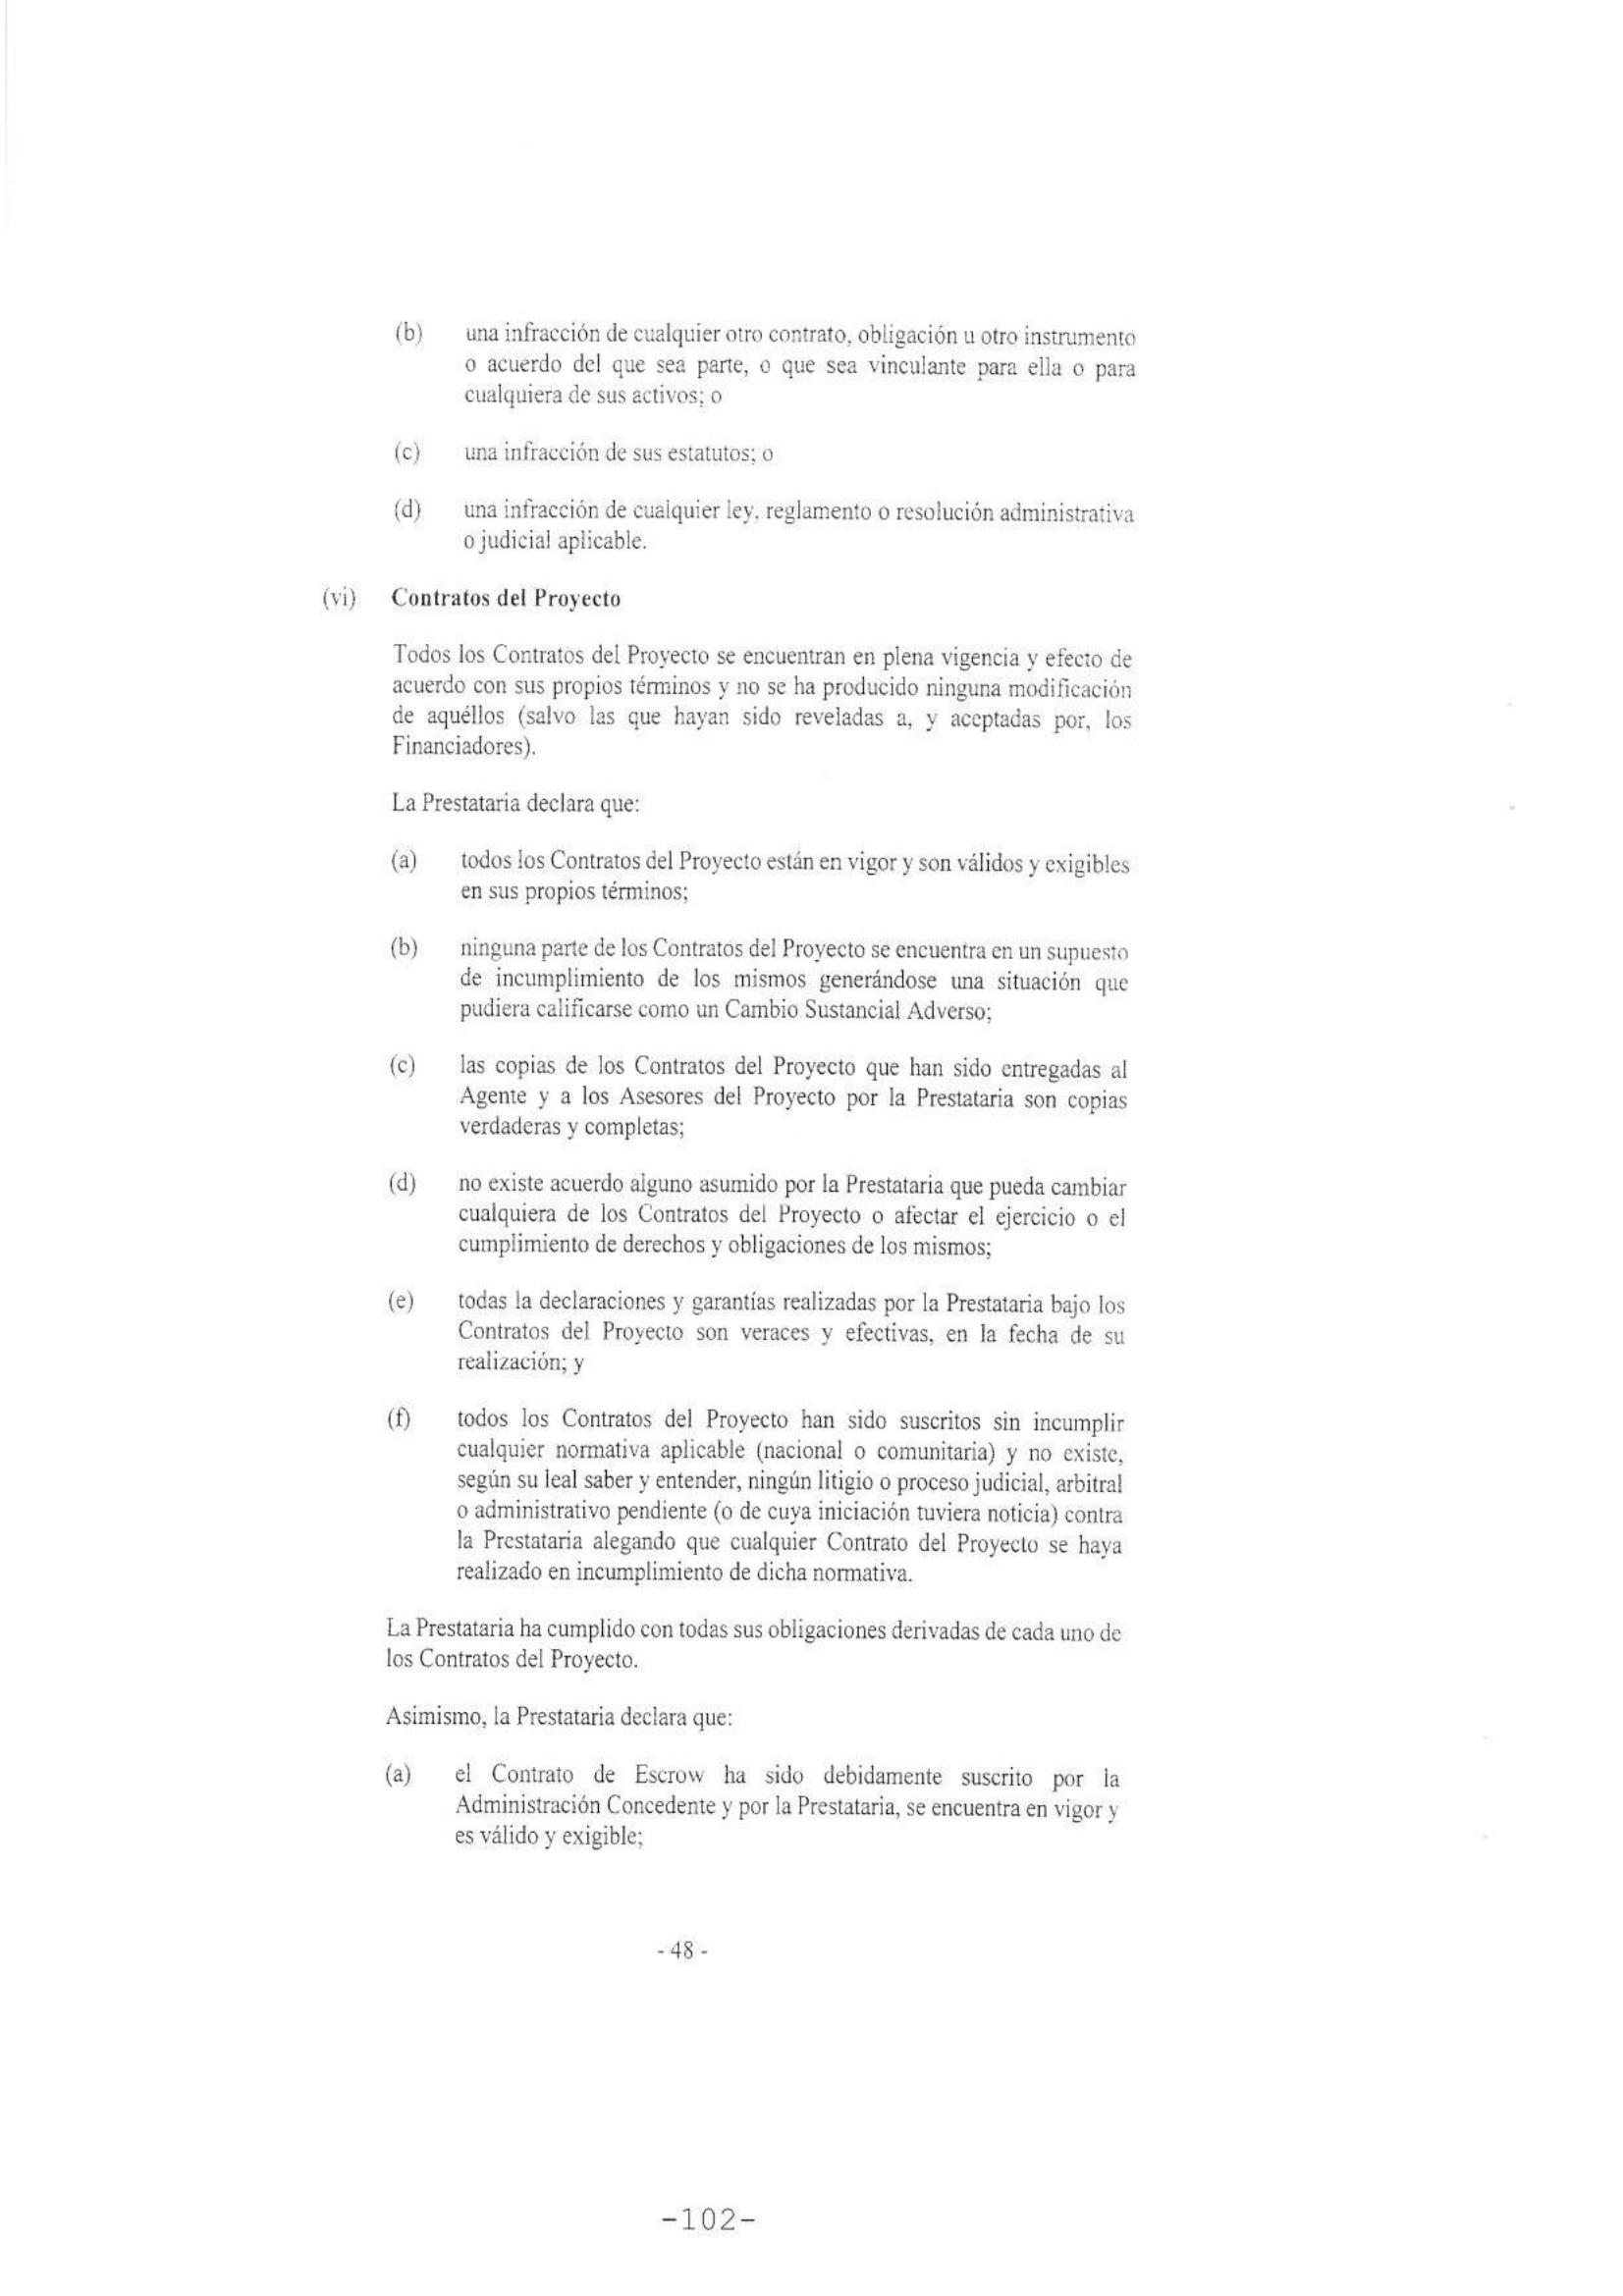 (b) una infracción de cualquier otro contrato, obligación u otro instrumento
o acuerdo del que sea parte, o que sea vinculante para ella o para
cualquiera de sus activos; o
(c) una infracción de sus estatutos; o
(d) una infracción de cualquier ley, reglamento o resolución administrativa
o judicial aplicable.
(vi) Contratos del Proyecto
Todos los Contratos del Proyecto se encuentran en plena vigencia y efecto de
acuerdo con sus propios términos y no se ha producido ninguna modificación
de aquéllos (salvo las que hayan sido reveladas a, y aceptadas por, los
Financiadores).
La Prestataria declara que:
(a) todos los Contratos del Proyecto están en vigor y son válidos y exigibles
en sus propios términos;
(b) ninguna parte de los Contratos del Proyecto se encuentra en un supuesto
de incumplimiento de los mismos generándose una situación que
pudiera calificarse como un Cambio Sustancial Adverso;
(c) las copias de los Contratos del Proyecto que han sido entregadas al
Agente y a los Asesores del Proyecto por la Prestataria son copias
verdaderas y completas;
(d) no existe acuerdo alguno asumido por la Prestataria que pueda cambiar
cualquiera de los Contratos del Proyecto o afectar el ejercicio o el
cumplimiento de derechos y obligaciones de los mismos;
(e) todas la declaraciones y garantías realizadas por la Prestataria bajo los
Contratos del Proyecto son veraces y efectivas, en la fecha de su
realización; y
(f) todos los Contratos del Proyecto han sido suscritos sin incumplir
cualquier normativa aplicable (nacional o comunitaria) y no existe,
según su leal saber y entender, ningún litigio o proceso judicial, arbitral
o administrativo pendiente (o de cuya iniciación tuviera noticia) contra
la Prestataria alegando que cualquier Contrato del Proyecto se haya
realizado en incumplimiento de dicha normativa.
La Prestataria ha cumplido con todas sus obligaciones derivadas de cada uno de
los Contratos del Proyecto.
Asimismo, la Prestataria declara que:
(a) el Contrato de Escrow ha sido debidamente suscrito por la
Administración Concedente y por la Prestataria, se encuentra en vigor y
es válido y exigible;
- 48 -
-102-